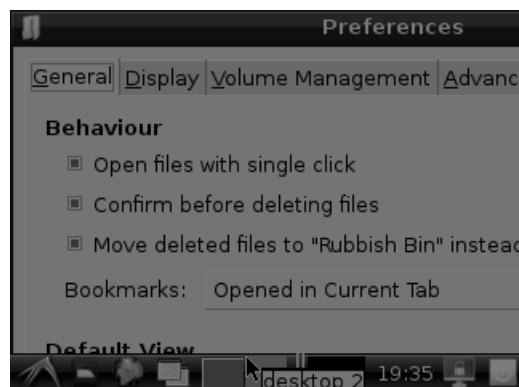 Preferences
General Display Volume Management Advanc
Behaviour
Open files with single click
Confirm before deleting files
Move deleted files to "Rubbish Bin" instead
Bookmarks: Opened in Current Tab
Default View
desktop 2 19:35